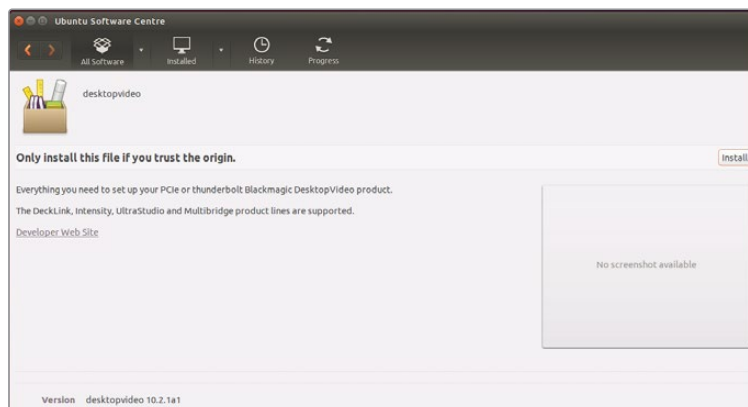 Ubuntu Software Centre
All Software
Installed
History
Progress
desktopvideo
Only install this file if you trust the origin.
Install
Everything you need to set up your PCIe or thunderbolt Blackmagic DesktopVideo product.
The DeckLink, Intensity, UltraStudio and Multibridge product lines are supported.
Developer Web Site
No screenshot available
Version desktopvideo 10.2.1a1